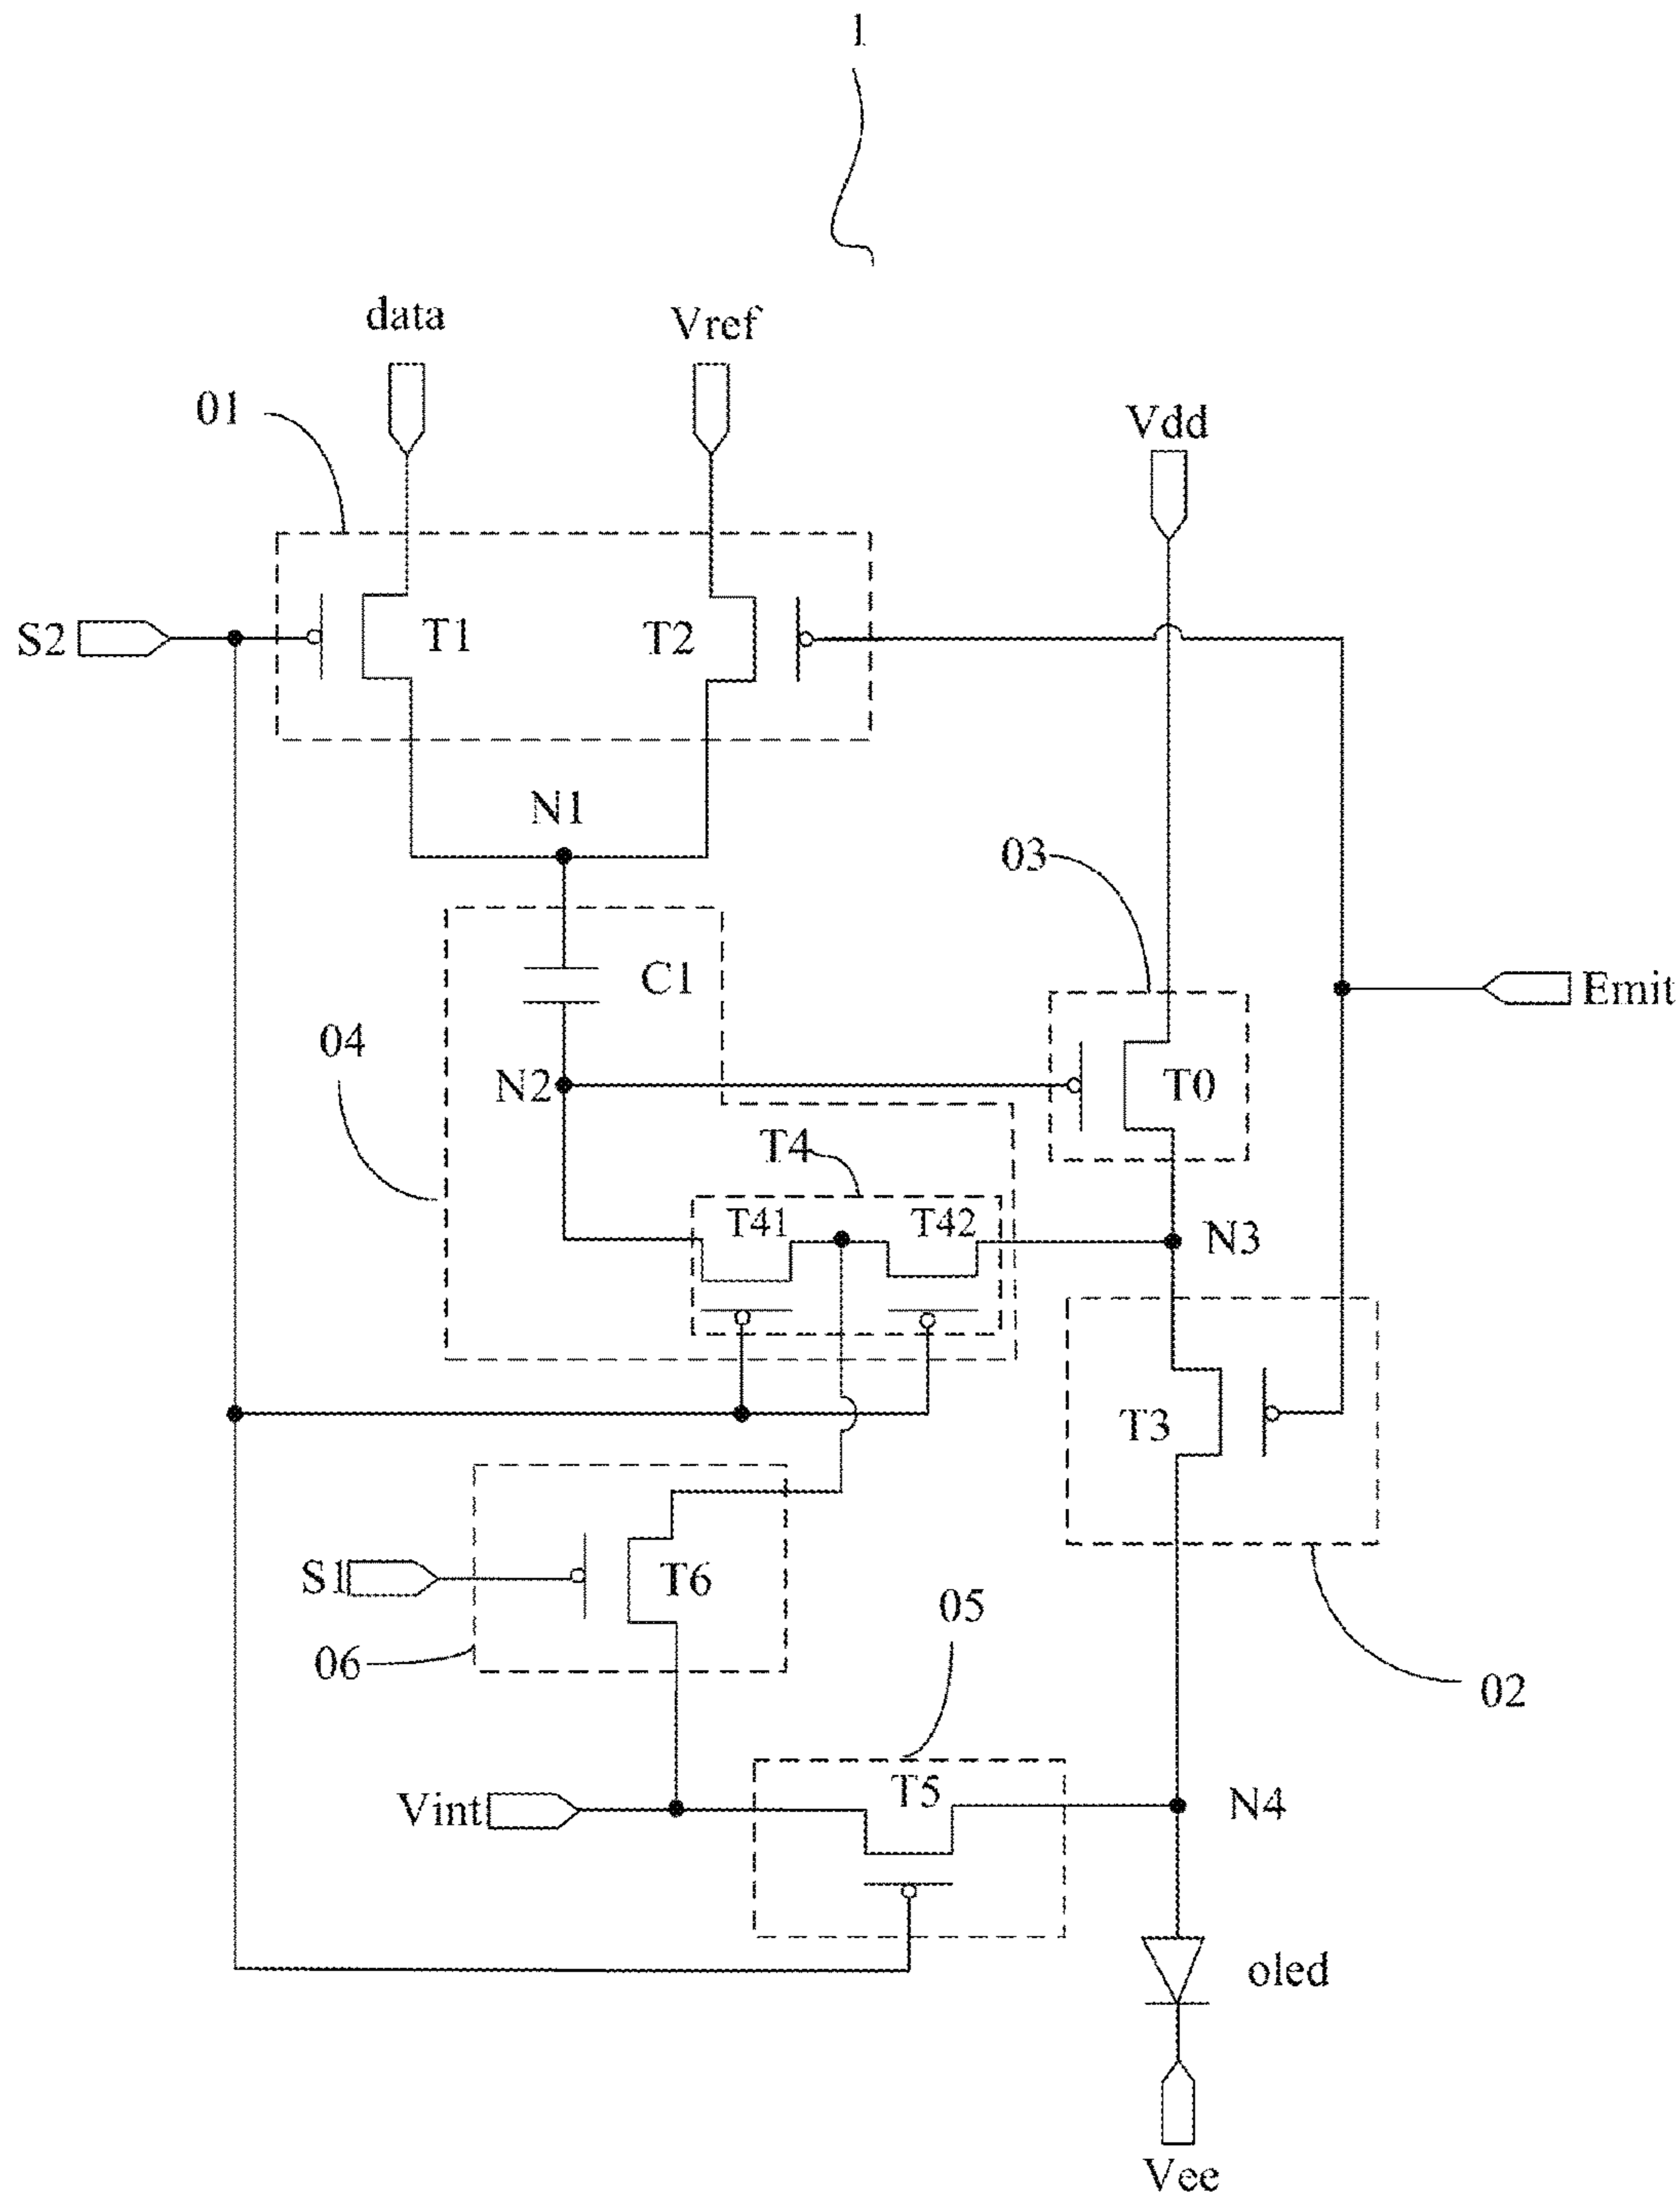 1
data
Vref
01
Vdd
S2
T1
T2
N1
03
C1
Emit
04
N2
T0
T4
T41
T42
N3
T3
S1
T6
05
06
02
Vint
T5
N4
oled
Vee